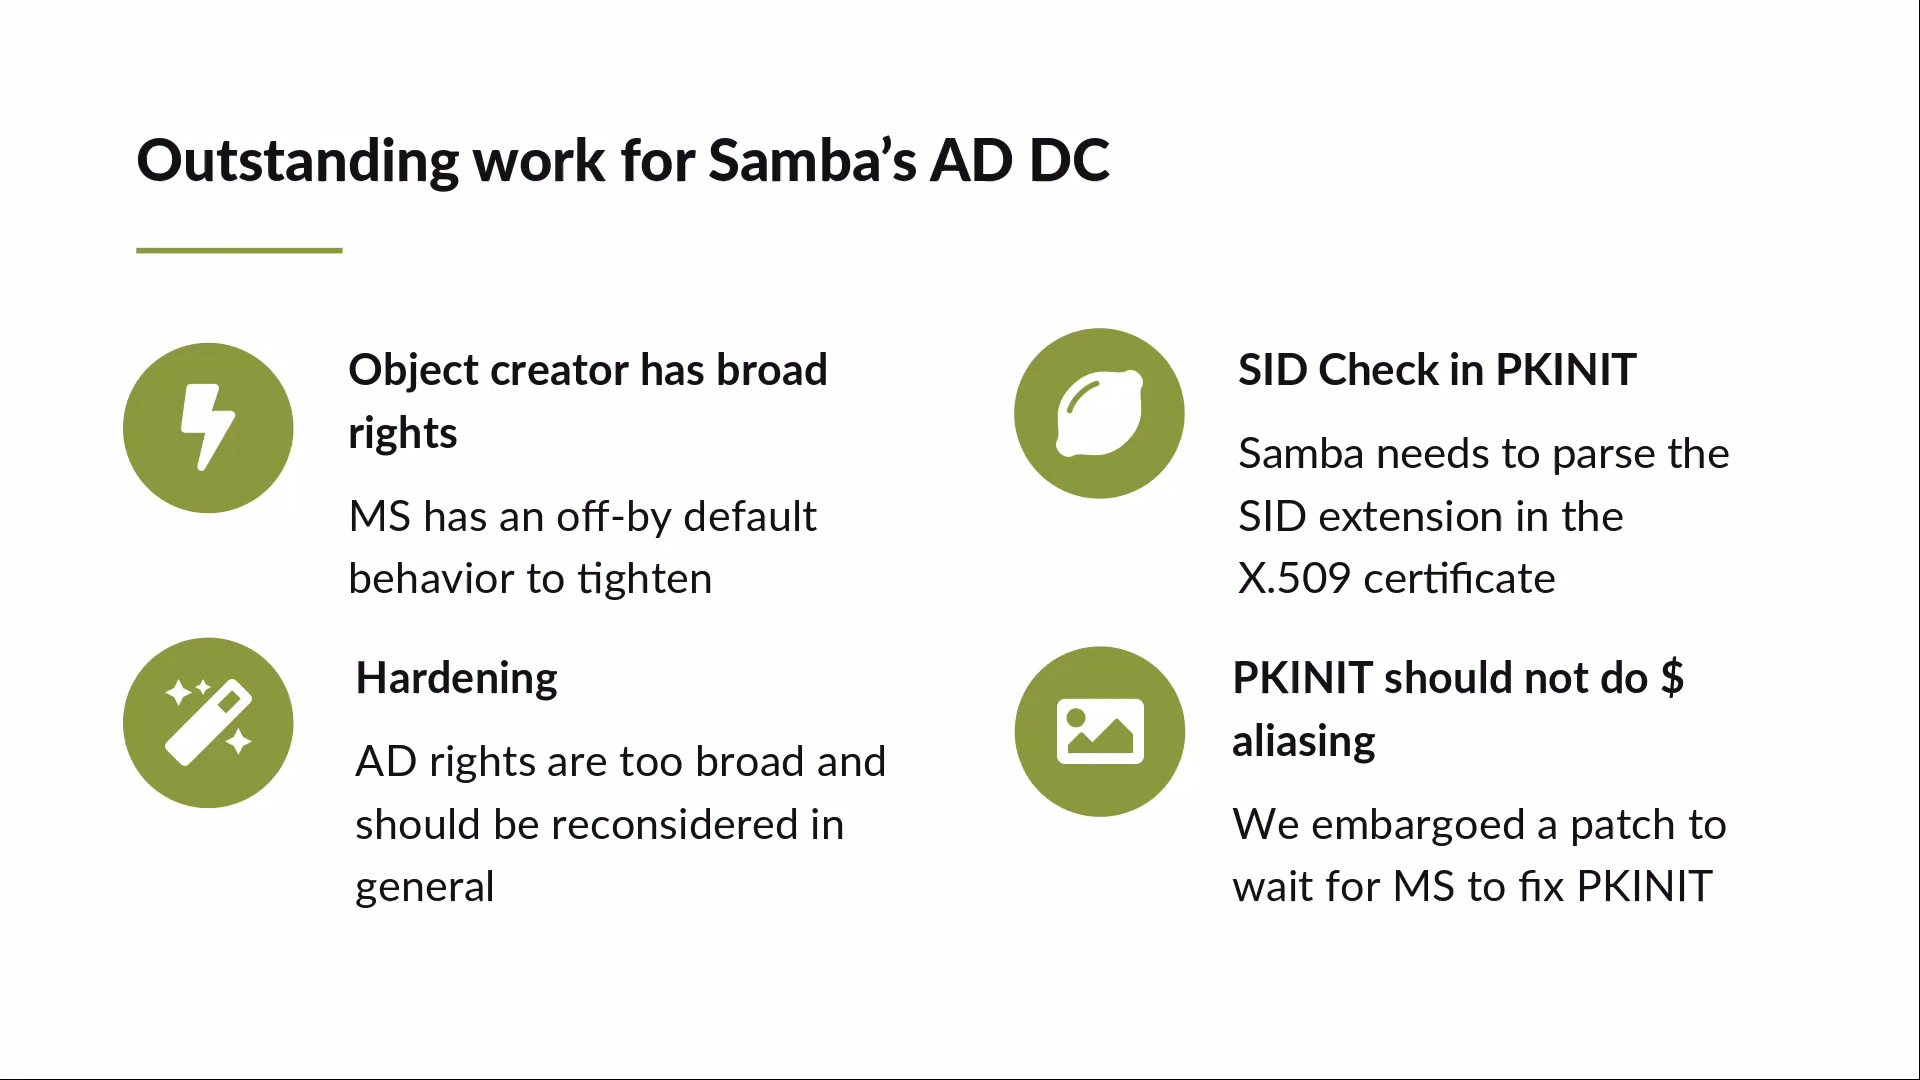 Outstanding work for Samba’s AD DC
Object creator has broad
rights
MS has an off-by default
behavior to tighten
SID Check in PKINIT
Samba needs to parse the
SID extension in the
X.509 certificate
Hardening
AD rights are too broad and
should be reconsidered in
general
PKINIT should not do $
aliasing
We embargoed a patch to
wait for MS to fix PKINIT